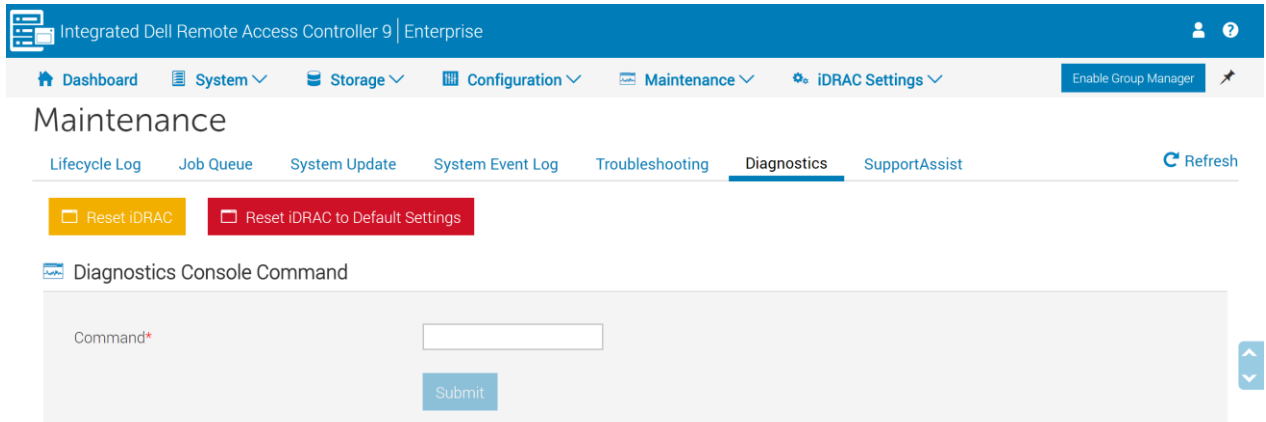 Integrated Dell Remote Access Controller 9 | Enterprise
Dashboard System Storage Configuration Maintenance iDRAC Settings Enable Group Manager
Maintenance
Lifecycle Log Job Queue System Update System Event Log Troubleshooting Diagnostics SupportAssist Refresh
Reset iDRAC Reset iDRAC to Default Settings
Diagnostics Console Command
Command*
Submit